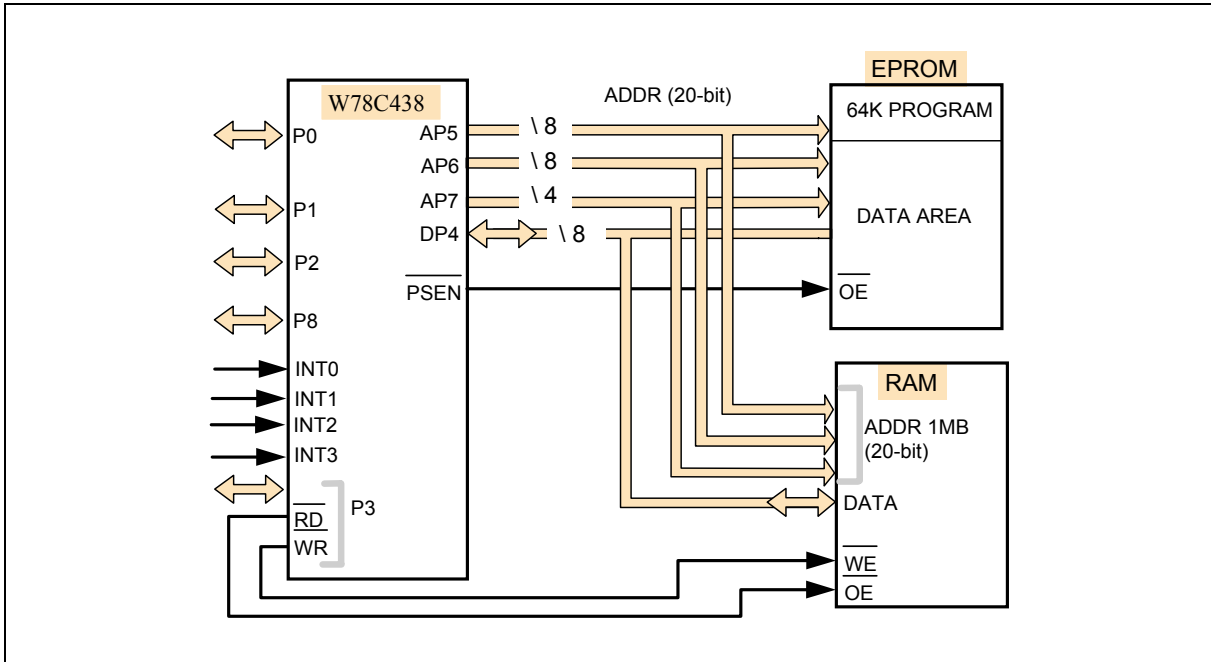 W78C438
P0
P1
P2
P8
INT0
INT1
INT2
INT3
RD
WR
P3
AP5
AP6
AP7
DP4
PSEN
\ 8
\ 8
\ 4
\ 8
ADDR (20-bit)
EPROM
64K PROGRAM
DATA AREA
OE
RAM
ADDR 1MB
(20-bit)
DATA
WE
OE